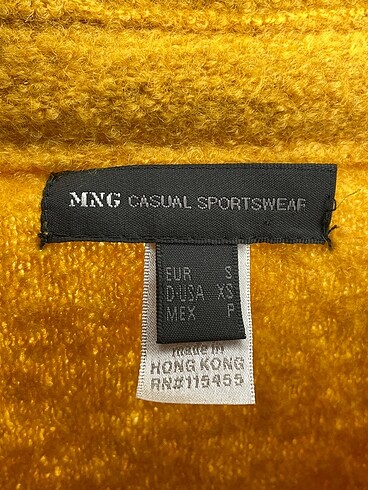 MNG CASUAL SPORTSWEAR
EUR S
D·USA XS
MEX P
made in
HONG KONG
RN#115455